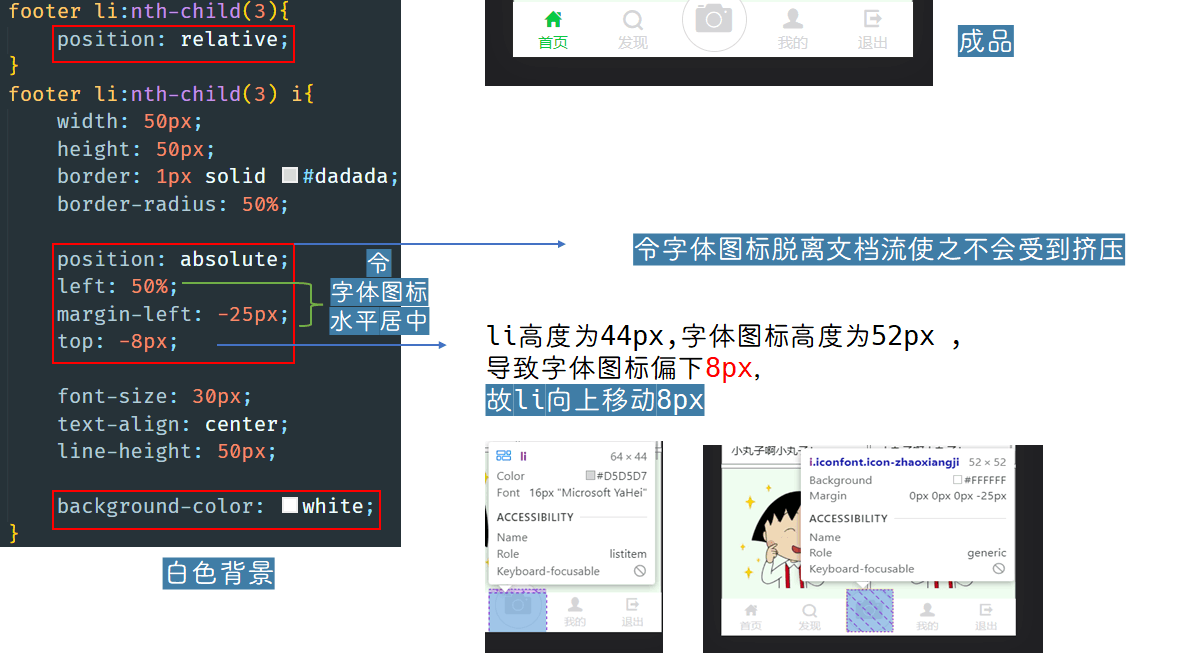 footer li:nth-child(3){
position: relative;
}
footer li:nth-child(3) i{
width: 50px;
height: 50px;
border: 1px solid #dadada;
border-radius: 50%;
position: absolute;
left: 50%;
margin-left: -25px;
top: -8px;
font-size: 30px;
text-align: center;
line-height: 50px;
background-color: white;
}
令
字体图标
水平居中
白色背景
首页 发现 我的 退出
成品
令字体图标脱离文档流使之不会受到挤压
li高度为44px,字体图标高度为52px ，
导致字体图标偏下8px,
故li向上移动8px
li 64 × 44
Color #D5D5D7
Font 16px "Microsoft YaHei"
ACCESSIBILITY
Name
Role listitem
Keyboard-focusable
我的 退出
小丸子啊小丸子
i.iconfont.icon-zhaoxiangji 52 × 52
Background #FFFFFF
Margin 0px 0px 0px -25px
ACCESSIBILITY
Name
Role generic
Keyboard-focusable
首页 发现 我的 退出